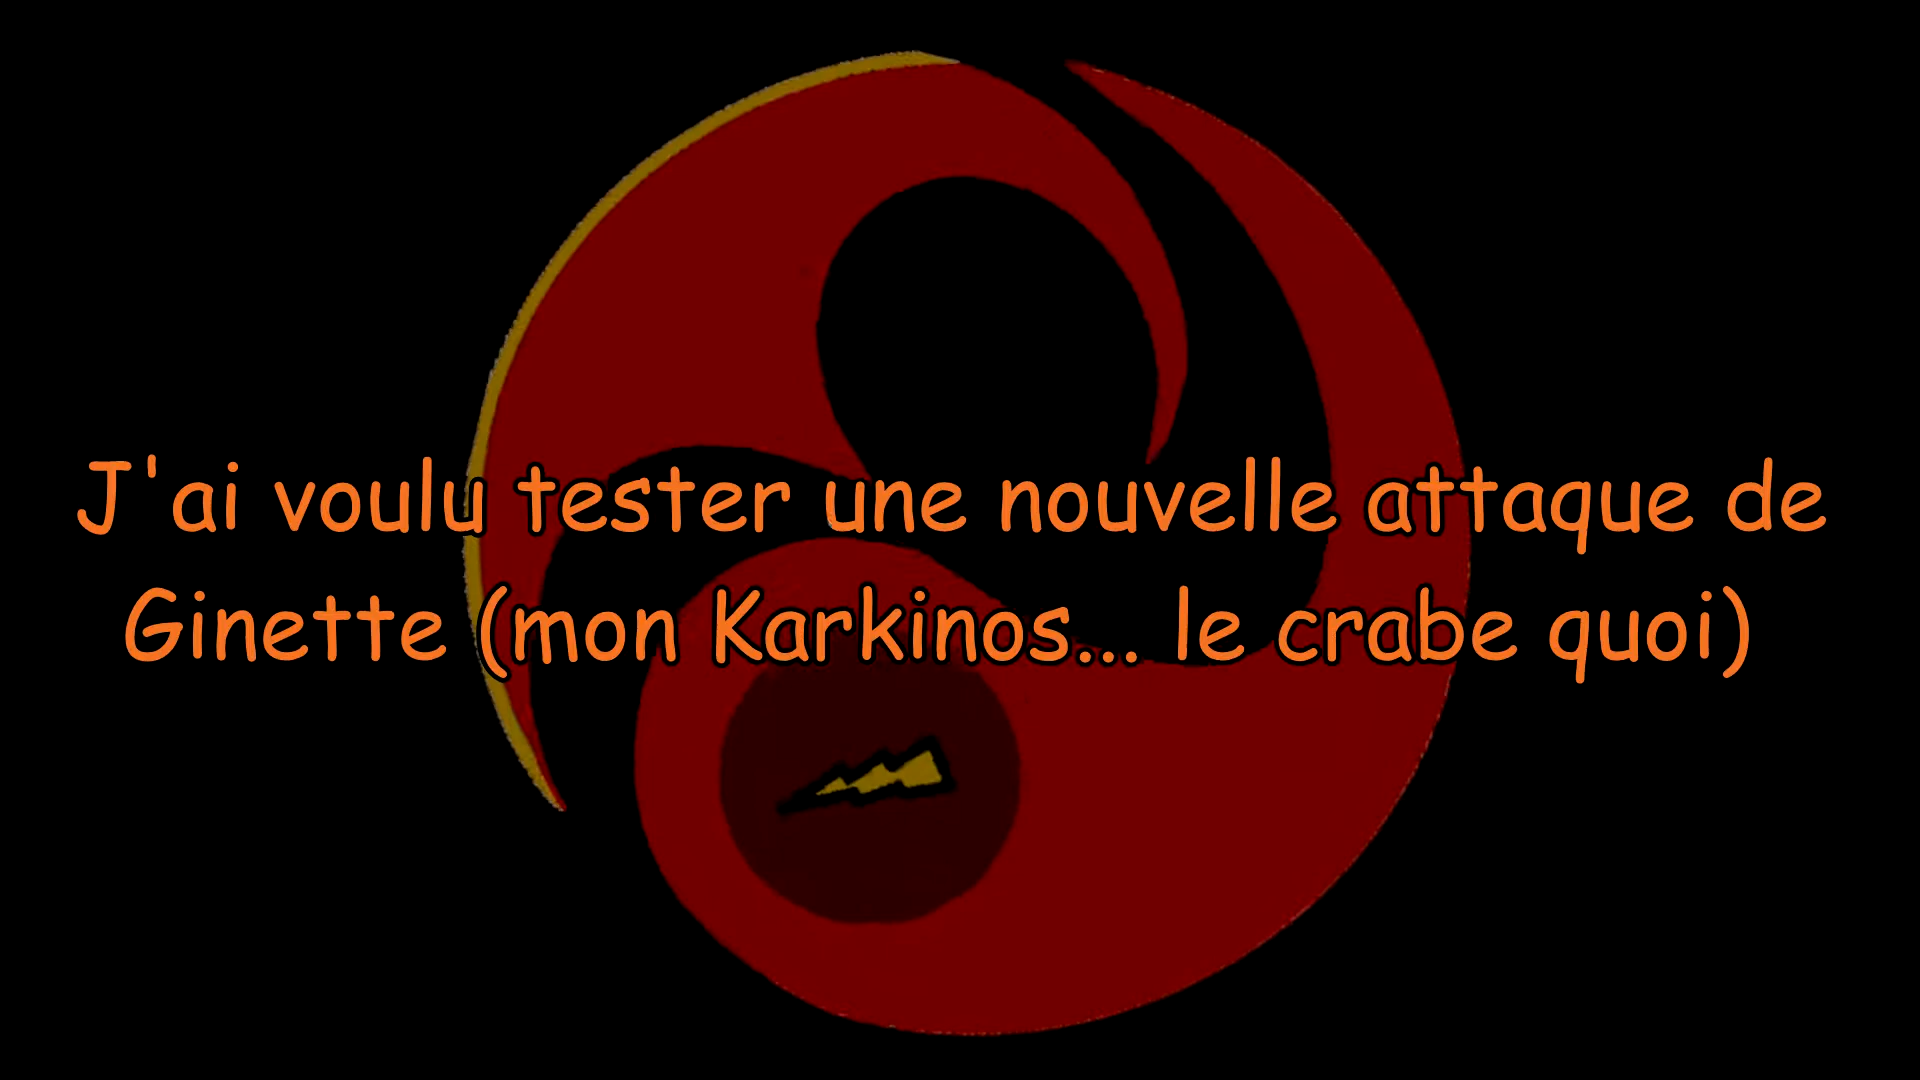 J'ai voulu tester une nouvelle attaque de
Ginette (mon Karkinos... le crabe quoi)